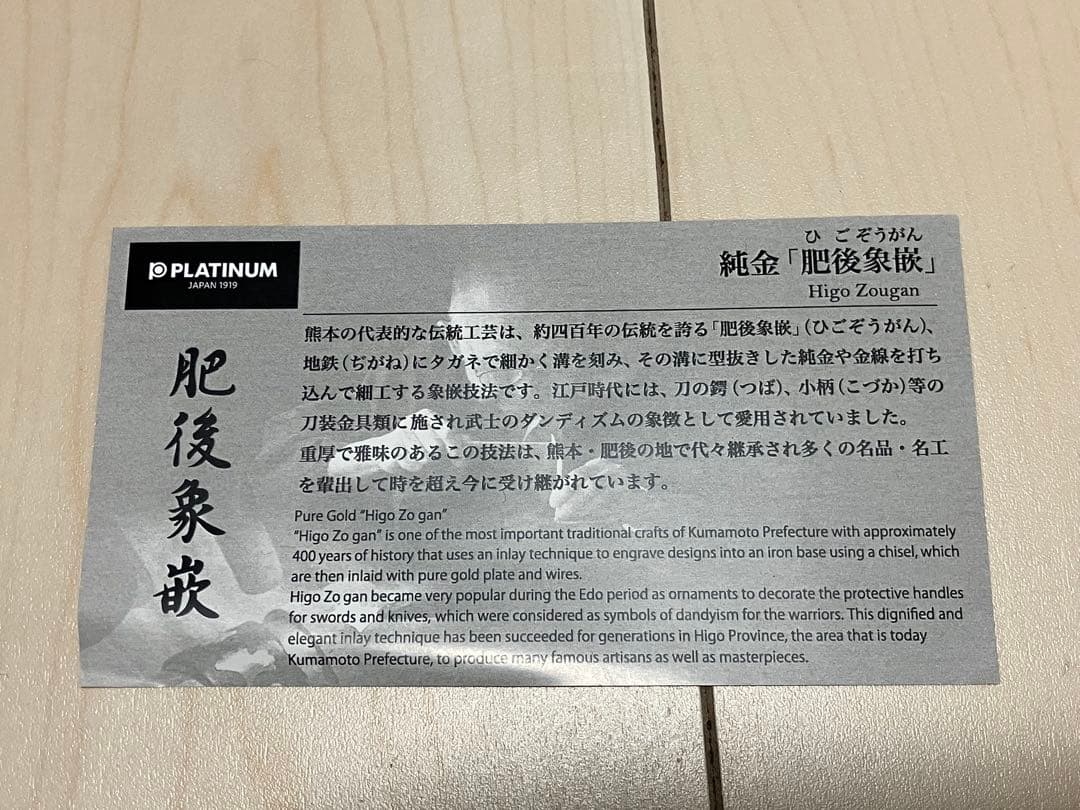 PLATINUM
JAPAN 1919
ひごぞうがん
純金「肥後象嵌」
Higo Zougan
肥後象嵌
熊本の代表的な伝統工芸は、約四百年の伝統を誇る「肥後象嵌」（ひごぞうがん）、
地鉄（ぢがね）にタガネで細かく溝を刻み、その溝に型抜きした純金や金線を打ち
込んで細工する象嵌技法です。江戸時代には、刀の鍔（つば）、小柄（こづか）等の
刀装金具類に施され武士のダンディズムの象徴として愛用されていました。
重厚で雅味のあるこの技法は、熊本・肥後の地で代々継承され多くの名品・名工
を輩出して時を超え今に受け継がれています。
Pure Gold “Higo Zo gan”
“Higo Zo gan” is one of the most important traditional crafts of Kumamoto Prefecture with approximately
400 years of history that uses an inlay technique to engrave designs into an iron base using a chisel, which
are then inlaid with pure gold plate and wires.
Higo Zo gan became very popular during the Edo period as ornaments to decorate the protective handles
for swords and knives, which were considered as symbols of dandyism for the warriors. This dignified and
elegant inlay technique has been succeeded for generations in Higo Province, the area that is today
Kumamoto Prefecture, to produce many famous artisans as well as masterpieces.